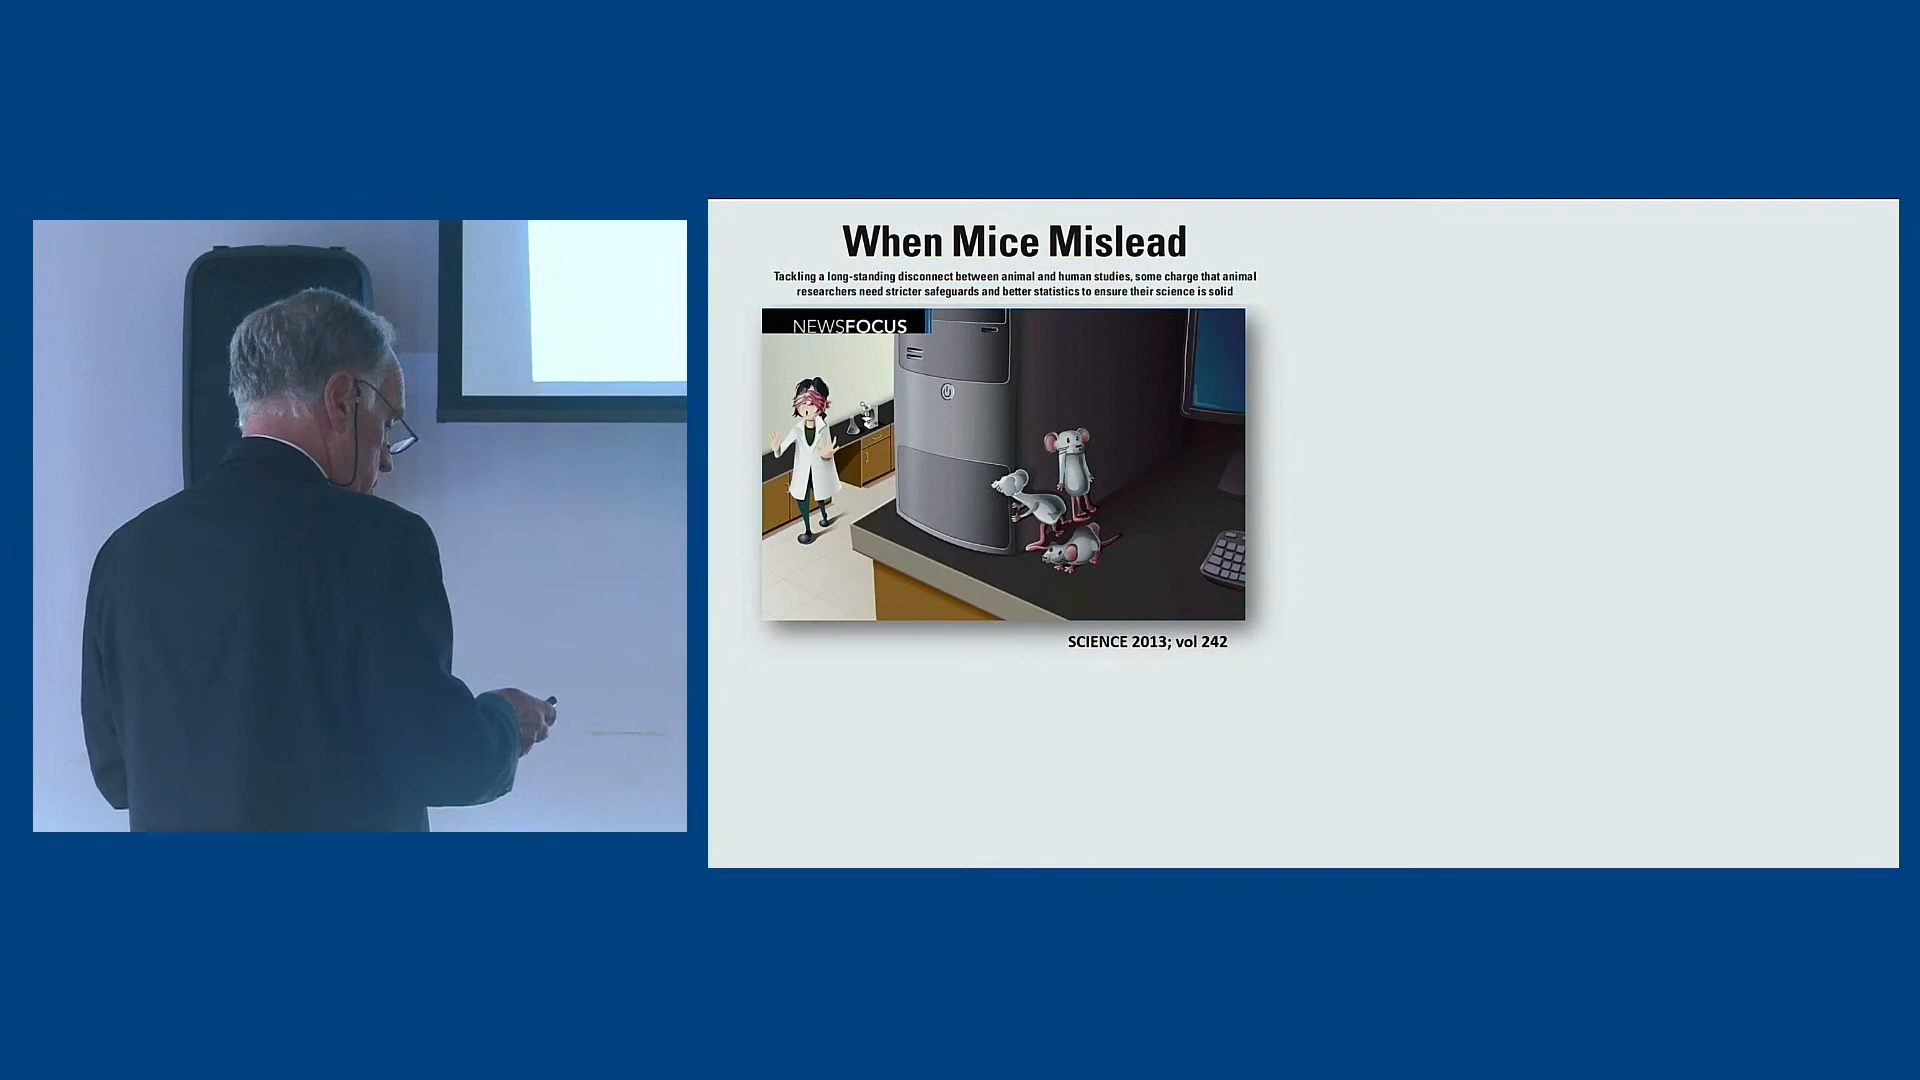 When Mice Mislead
Tackling a long-standing disconnect between animal and human studies, some charge that animal
researchers need stricter safeguards and better statistics to ensure their science is solid
NEWSFOCUS
SCIENCE 2013; vol 242